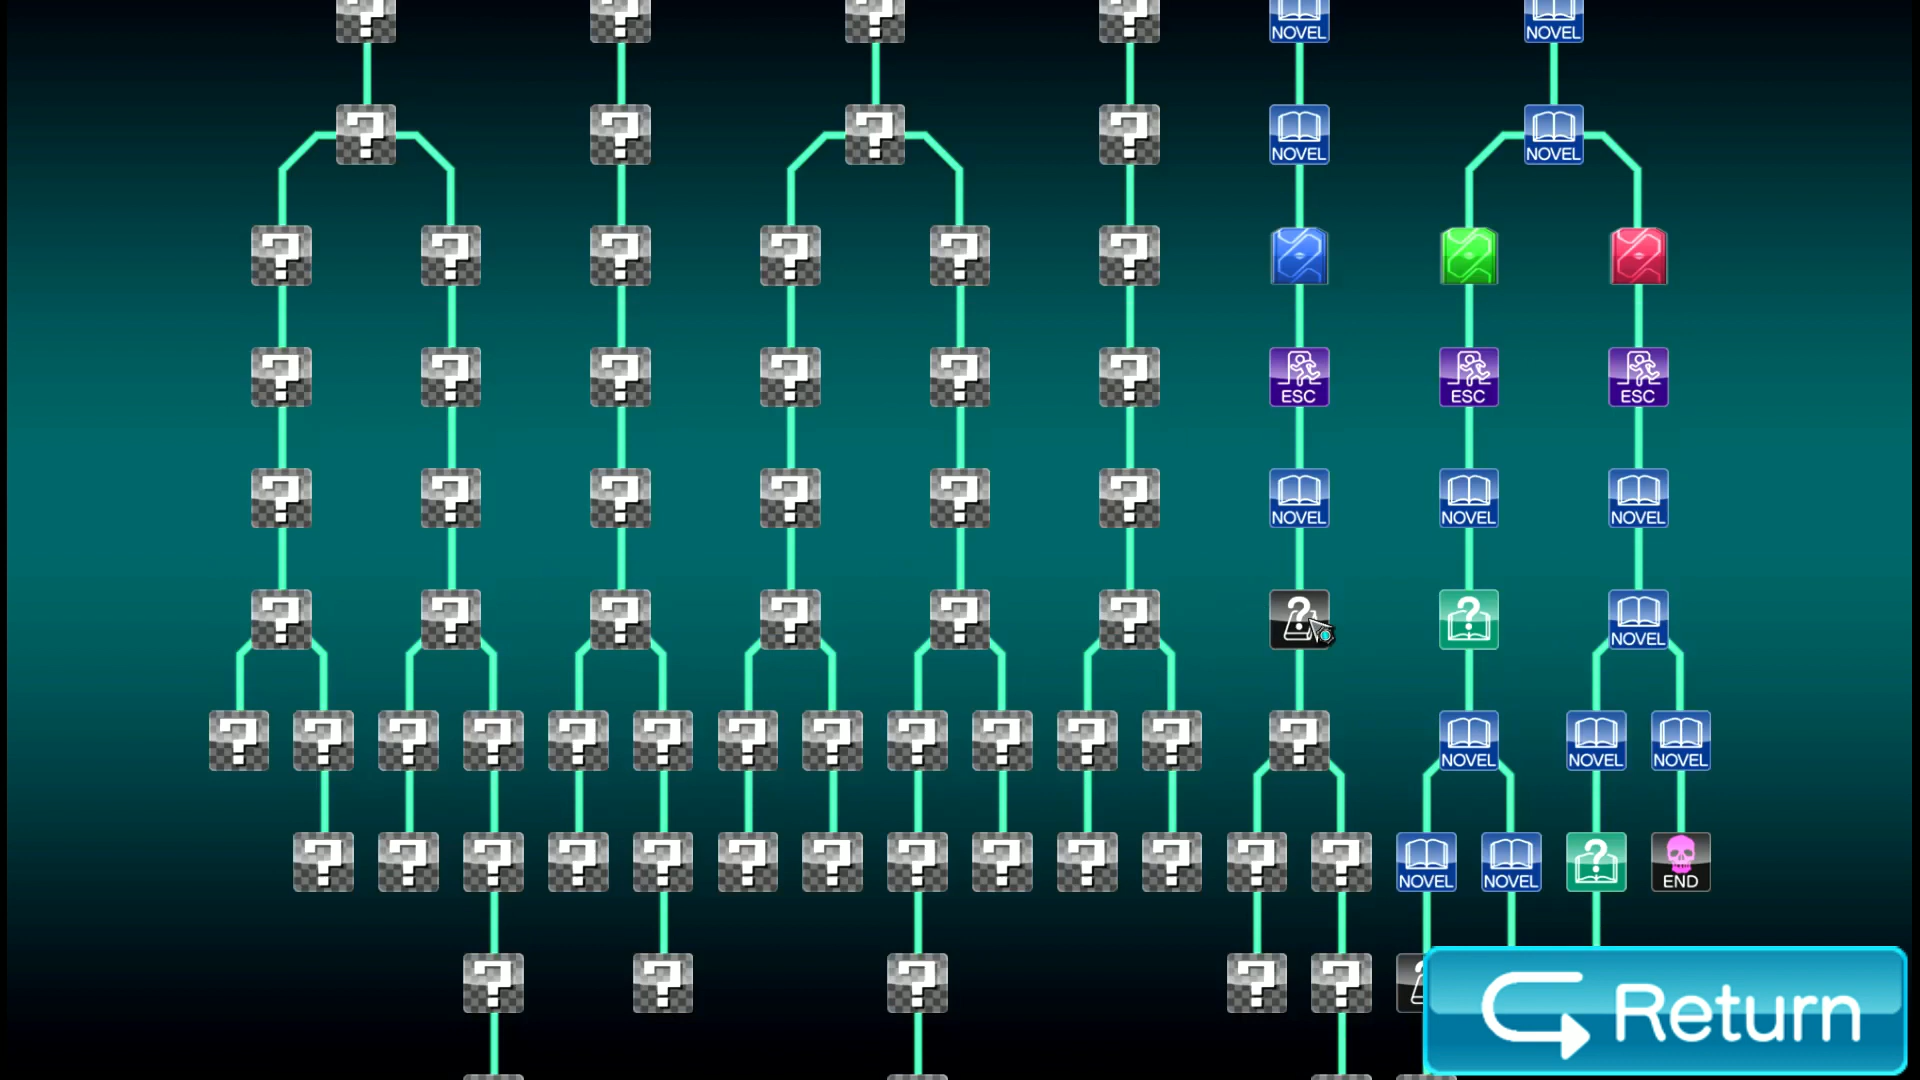 ? ? ? ? NOVEL NOVEL
? ? ? ? NOVEL NOVEL
? ? ? ? ? ?
? ? ? ? ? ? ESC ESC ESC
? ? ? ? ? ? NOVEL NOVEL NOVEL
? ? ? ? ? ? ? ? NOVEL
? ? ? ? ? ? ? ? ? ? ? ? ? NOVEL NOVEL NOVEL
? ? ? ? ? ? ? ? ? ? ? ? ? NOVEL NOVEL ? END
? ? ? ? ? ?
Return